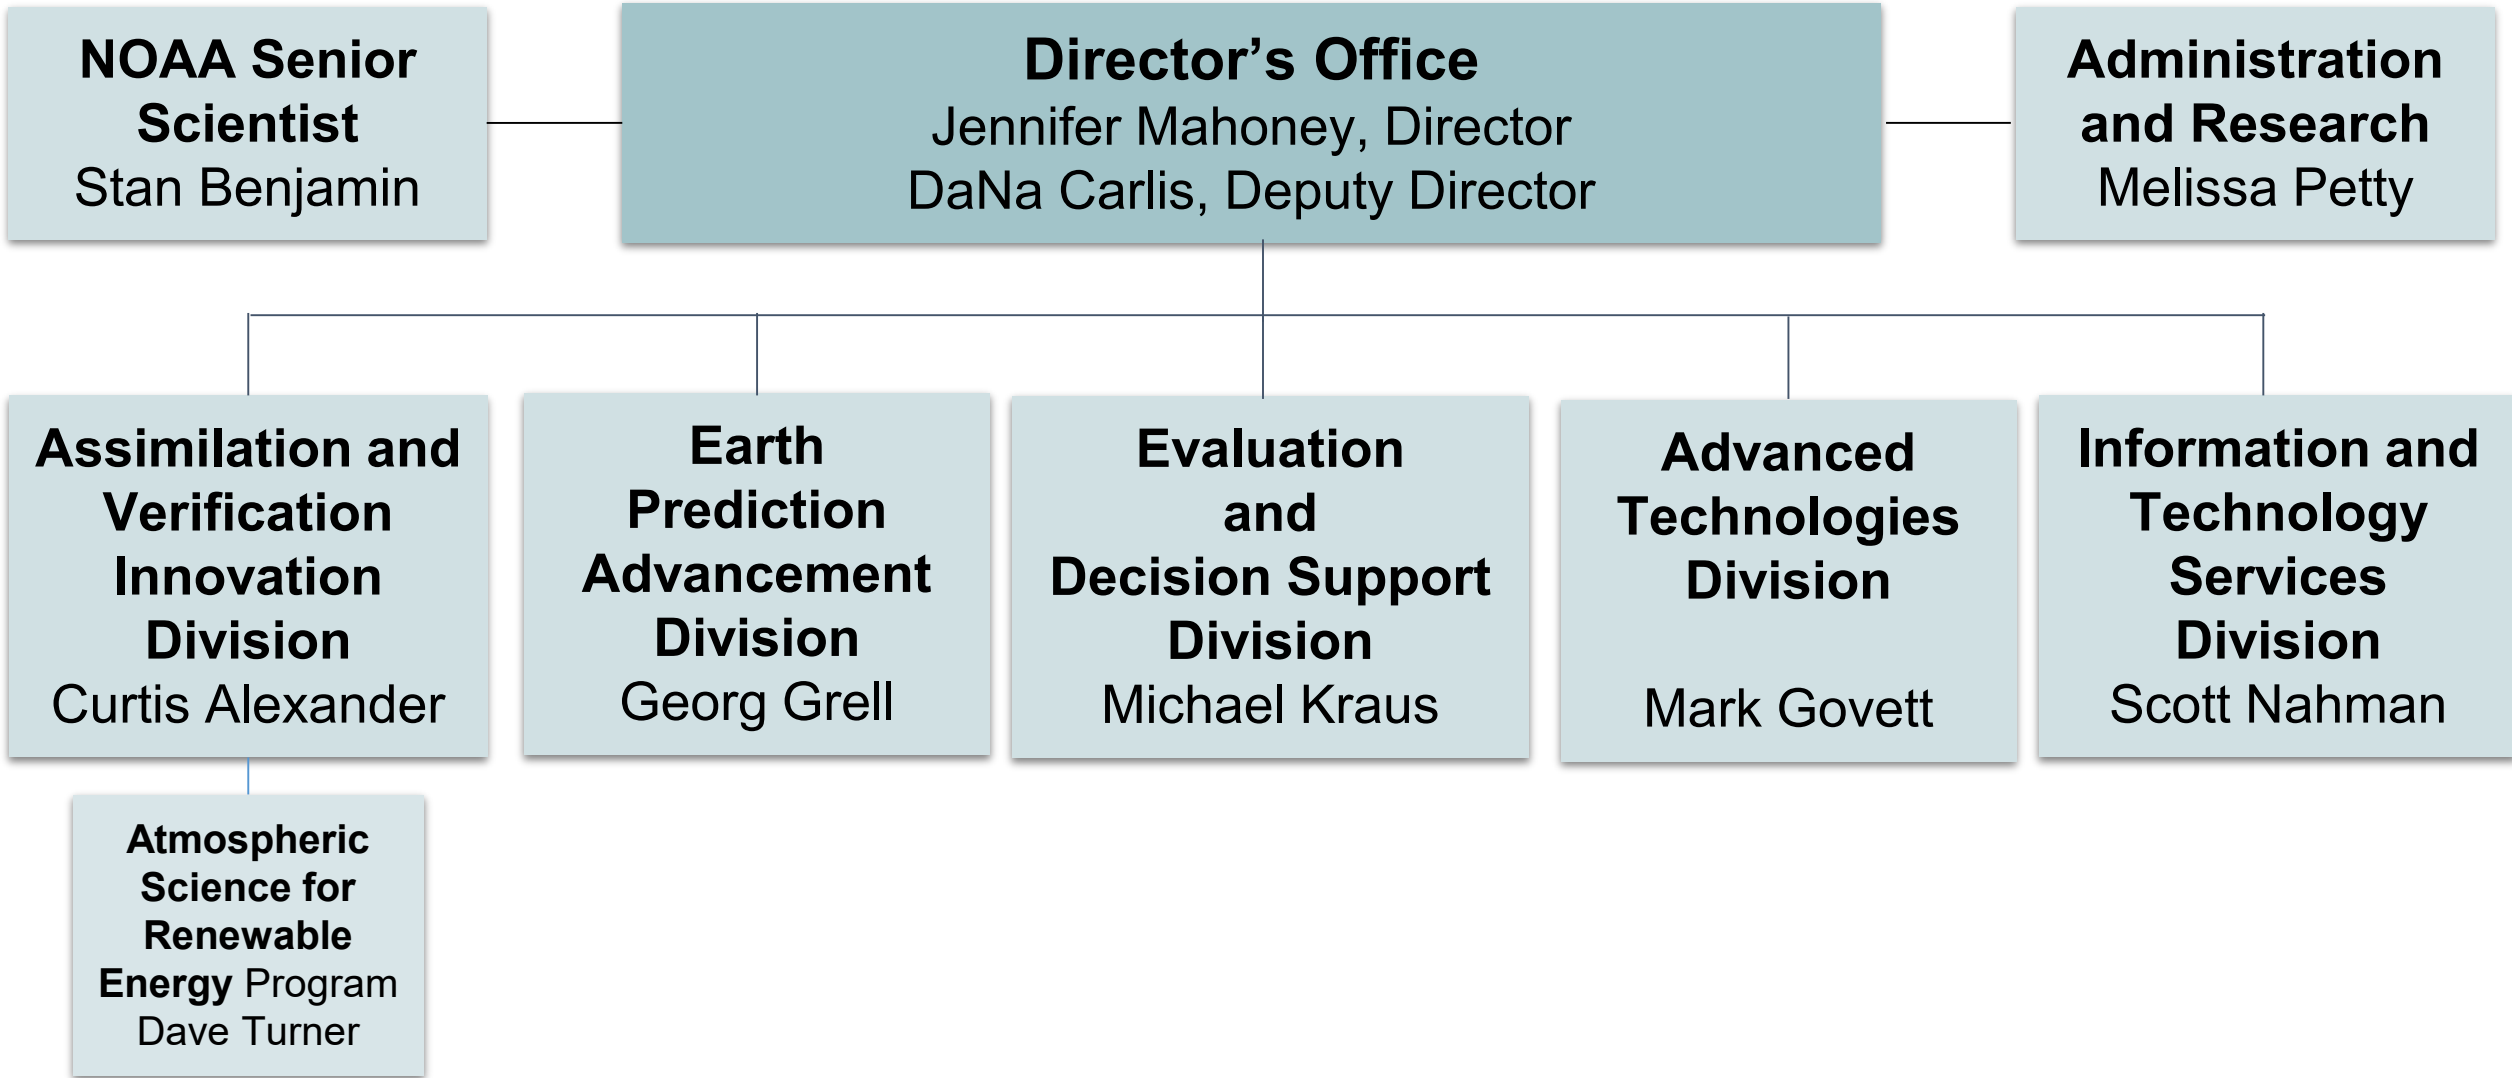 NOAA Senior
Scientist
Stan Benjamin
Director’s Office
Jennifer Mahoney, Director
DaNa Carlis, Deputy Director
Administration
and Research
Melissa Petty
Assimilation and
Verification
Innovation
Division
Curtis Alexander
Earth
Prediction
Advancement
Division
Georg Grell
Evaluation
and
Decision Support
Division
Michael Kraus
Advanced
Technologies
Division
Mark Govett
Information and
Technology
Services
Division
Scott Nahman
Atmospheric
Science for
Renewable
Energy Program
Dave Turner